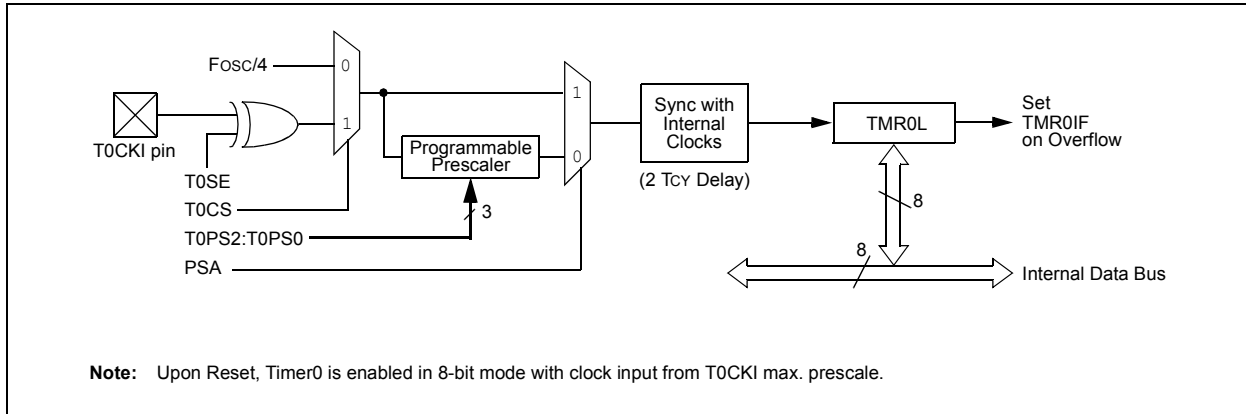 FOSC/4
0
1
T0CKI pin
T0SE
T0CS
T0PS2:T0PS0
PSA
Programmable
Prescaler
3
1
0
Sync with
Internal
Clocks
(2 TCY Delay)
TMR0L
Set
TMR0IF
on Overflow
8
8
Internal Data Bus
Note: Upon Reset, Timer0 is enabled in 8-bit mode with clock input from T0CKI max. prescale.